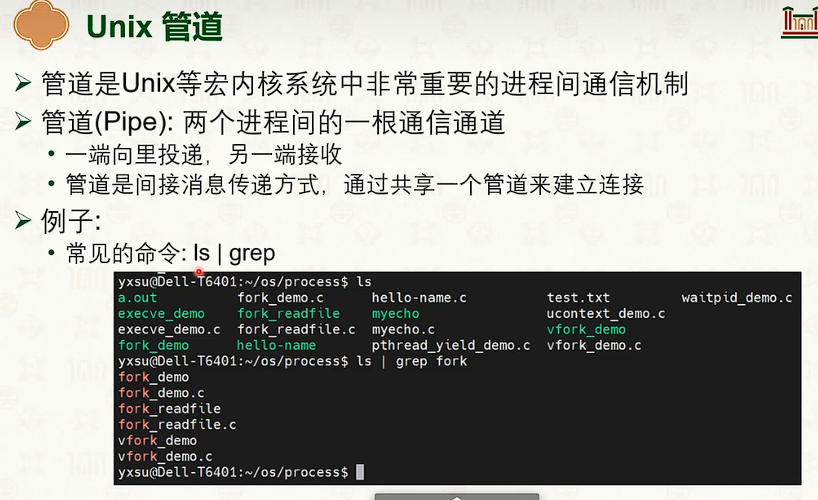 Unix 管道
➢ 管道是Unix等宏内核系统中非常重要的进程间通信机制
➢ 管道(Pipe): 两个进程间的一根通信通道
• 一端向里投递，另一端接收
• 管道是间接消息传递方式，通过共享一个管道来建立连接
➢ 例子:
• 常见的命令: ls | grep
yxsu@Dell-T6401:~/os/process$ ls
a.out fork_demo.c hello-name.c test.txt waitpid_demo.c
execve_demo fork_readfile myecho ucontext_demo.c
execve_demo.c fork_readfile.c myecho.c vfork_demo
fork_demo hello-name pthread_yield_demo.c vfork_demo.c
yxsu@Dell-T6401:~/os/process$ ls | grep fork
fork_demo
fork_demo.c
fork_readfile
fork_readfile.c
vfork_demo
vfork_demo.c
yxsu@Dell-T6401:~/os/process$